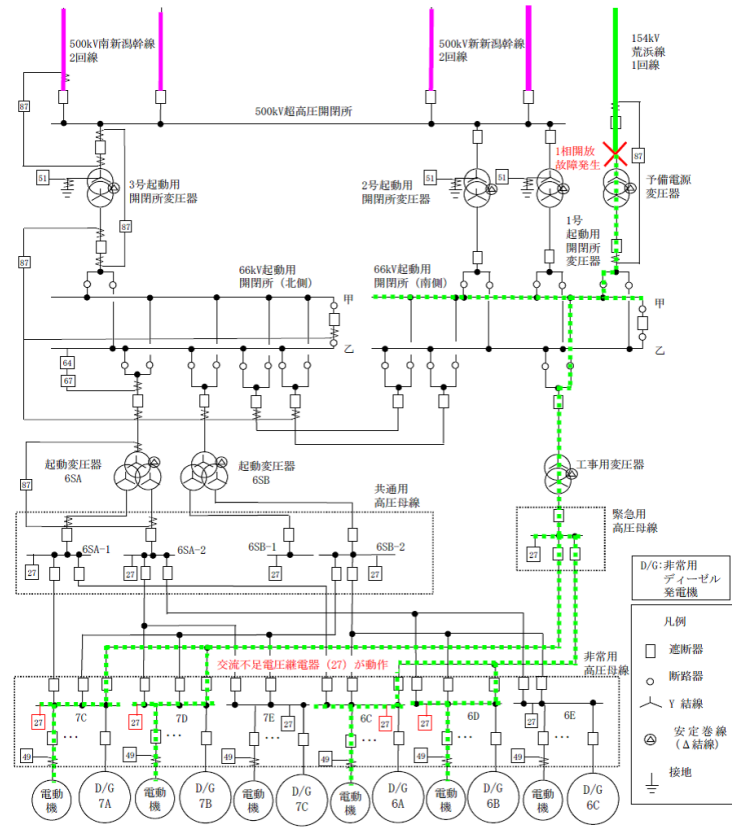 500kV南新潟幹線
2回線
500kV新新潟幹線
2回線
154kV
荒浜線
1回線
87
500kV超高圧開閉所
87
1相開放
故障発生
87
51
3号起動用
開閉所変圧器
51
2号起動用
開閉所変圧器
51
予備電源
変圧器
87
1号
起動用
開閉所
変圧器
87
66kV起動用
開閉所（北側）
66kV起動用
開閉所（南側）
甲
甲
乙
乙
64
67
起動変圧器
6SA
起動変圧器
6SB
工事用変圧器
87
共通用
高圧母線
緊急用
高圧母線
6SA-1
6SA-2
6SB-1
6SB-2
27
27
27
27
27
D/G:非常用
ディーゼル
発電機
凡例
遮断器
断路器
Y 結線
安定巻線
(Δ結線)
接地
交流不足電圧継電器（27）が動作
非常用
高圧母線
27
7C
27
7D
7E
27
6C
27
27
6D
6E
27
･･･
･･･
･･･
･･･
49
49
49
49
電動
機
D/G
7A
電動
機
D/G
7B
電動
機
D/G
7C
電動
機
D/G
6A
電動
機
D/G
6B
電動
機
D/G
6C